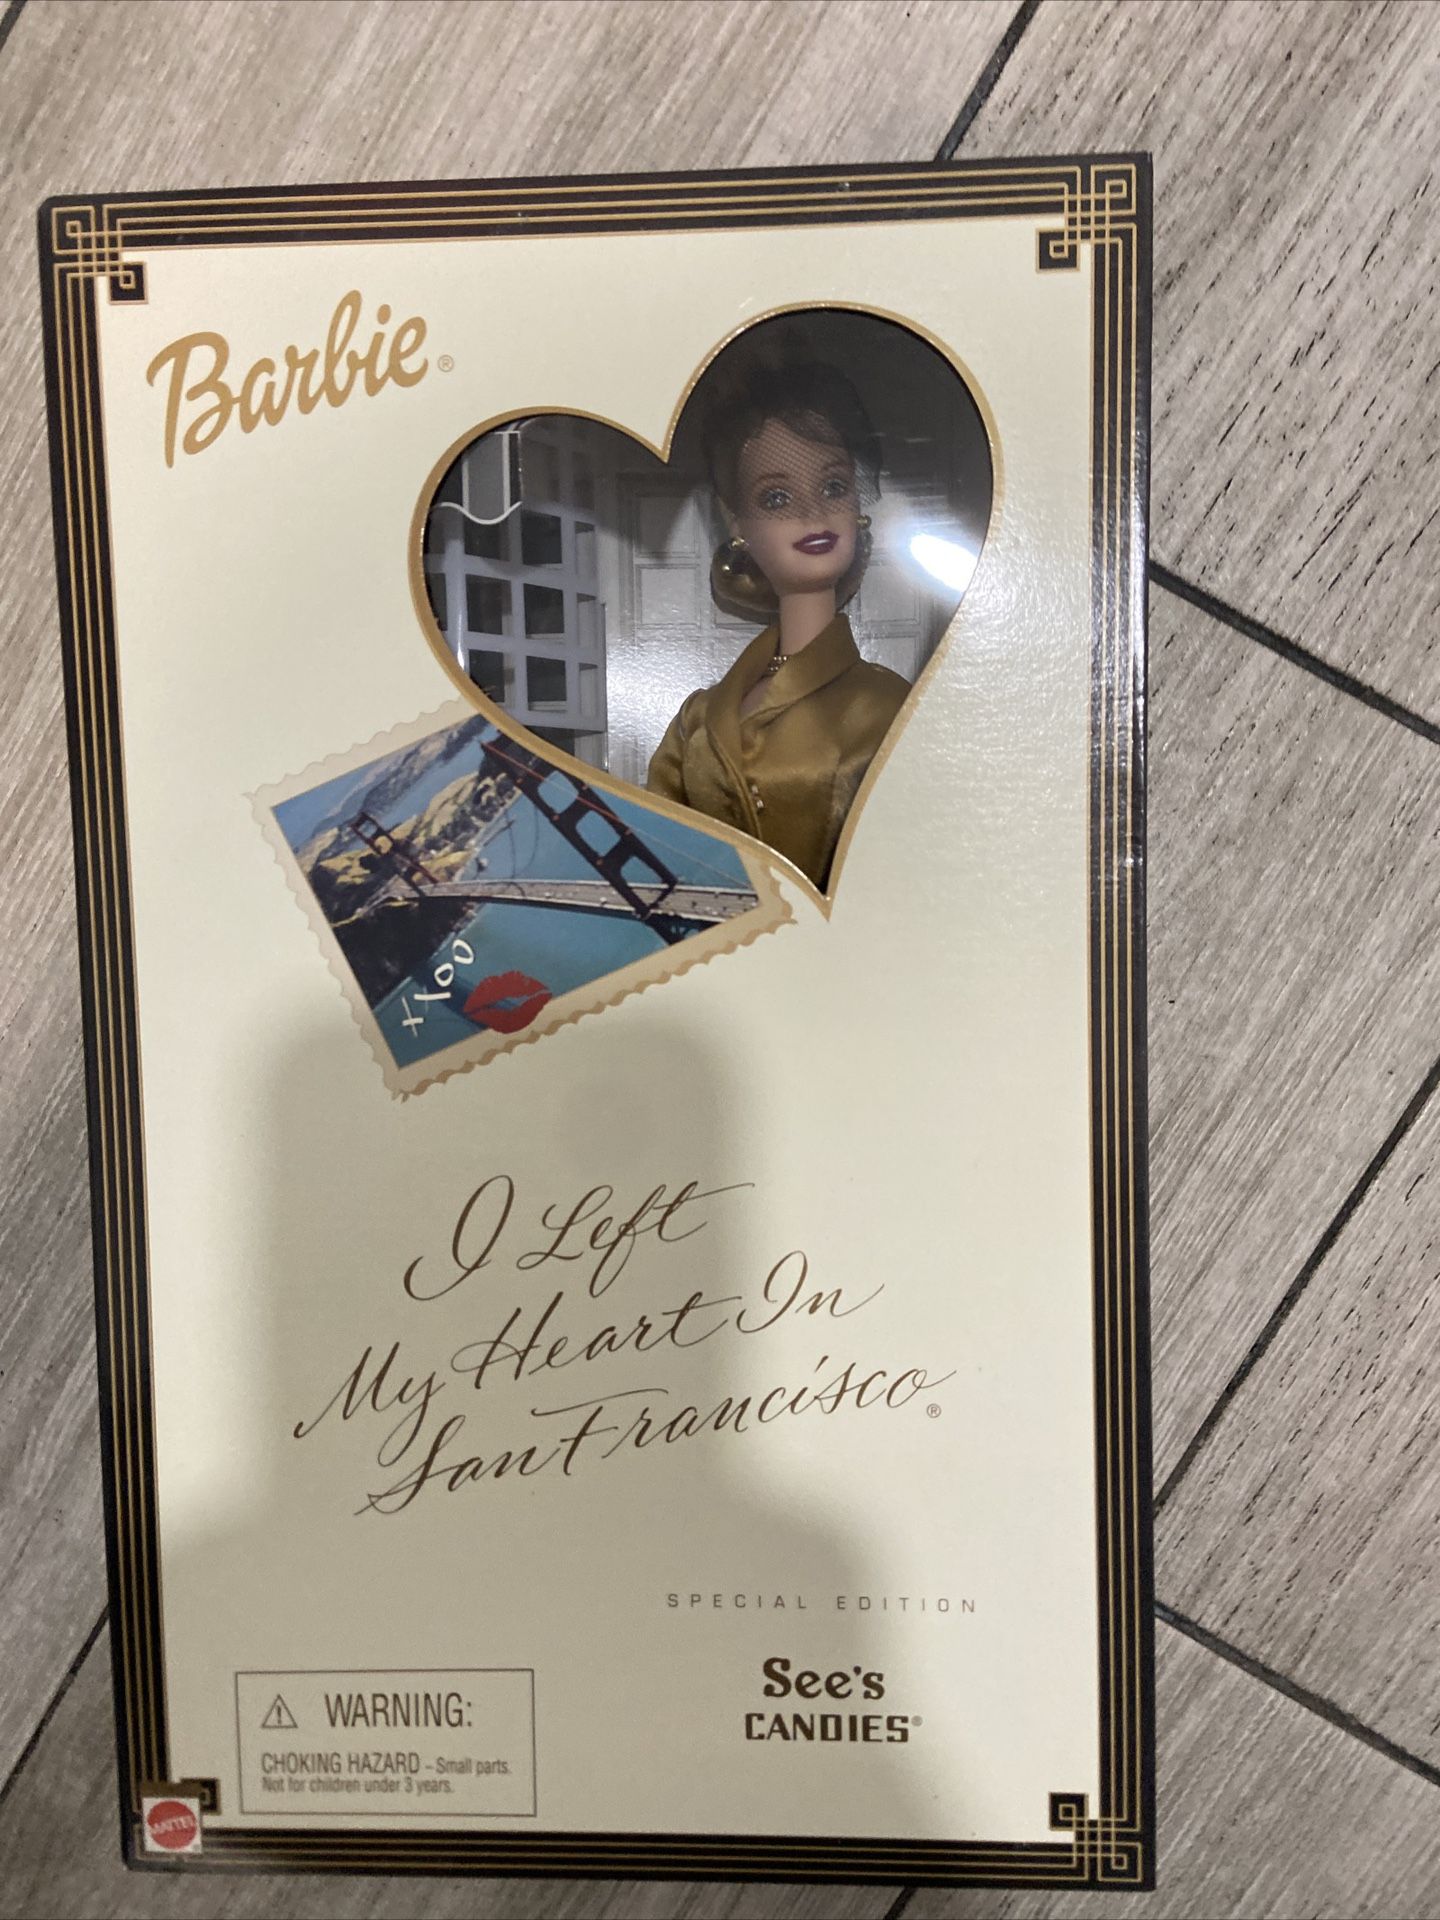 Barbie®
xxoo
I Left
My Heart In
San Francisco®
SPECIAL EDITION
See's
CANDIES®
⚠ WARNING:
CHOKING HAZARD – Small parts.
Not for children under 3 years.
MATTEL